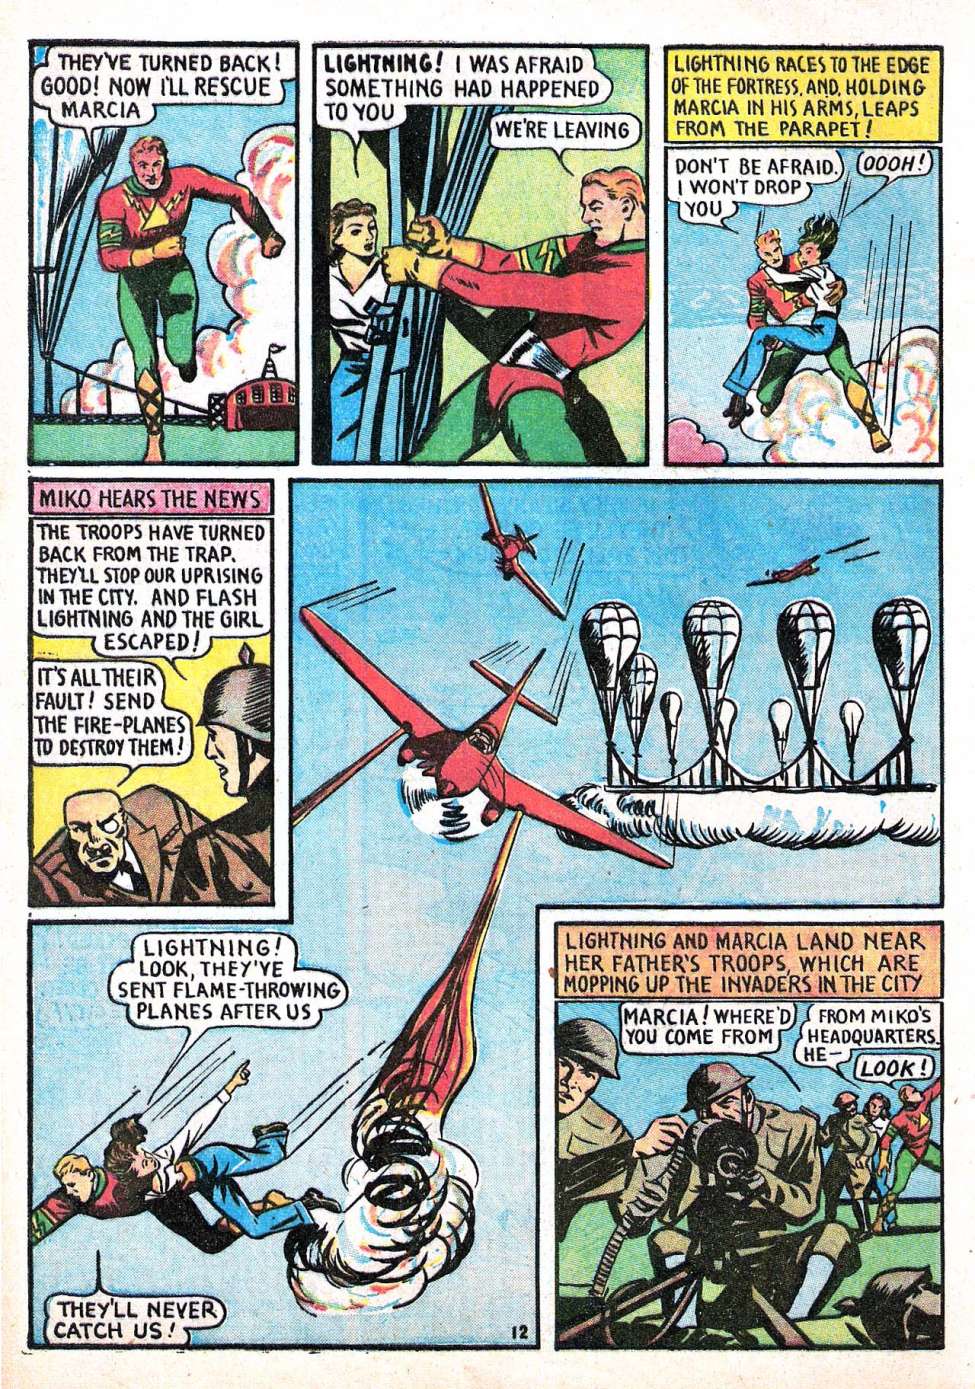 THEY'VE TURNED BACK!
GOOD! NOW I'LL RESCUE
MARCIA
LIGHTNING! I WAS AFRAID
SOMETHING HAD HAPPENED
TO YOU
WE'RE LEAVING
LIGHTNING RACES TO THE EDGE
OF THE FORTRESS, AND, HOLDING
MARCIA IN HIS ARMS, LEAPS
FROM THE PARAPET!
DON'T BE AFRAID.
I WON'T DROP
YOU
OOOH!
MIKO HEARS THE NEWS
THE TROOPS HAVE TURNED
BACK FROM THE TRAP.
THEY'LL STOP OUR UPRISING
IN THE CITY. AND FLASH
LIGHTNING AND THE GIRL
ESCAPED!
IT'S ALL THEIR
FAULT! SEND
THE FIRE-PLANES
TO DESTROY THEM!
LIGHTNING!
LOOK, THEY'VE
SENT FLAME-THROWING
PLANES AFTER US
THEY'LL NEVER
CATCH US!
12
LIGHTNING AND MARCIA LAND NEAR
HER FATHER'S TROOPS, WHICH ARE
MOPPING UP THE INVADERS IN THE CITY
MARCIA! WHERE'D
YOU COME FROM
FROM MIKO'S
HEADQUARTERS.
HE—
LOOK!